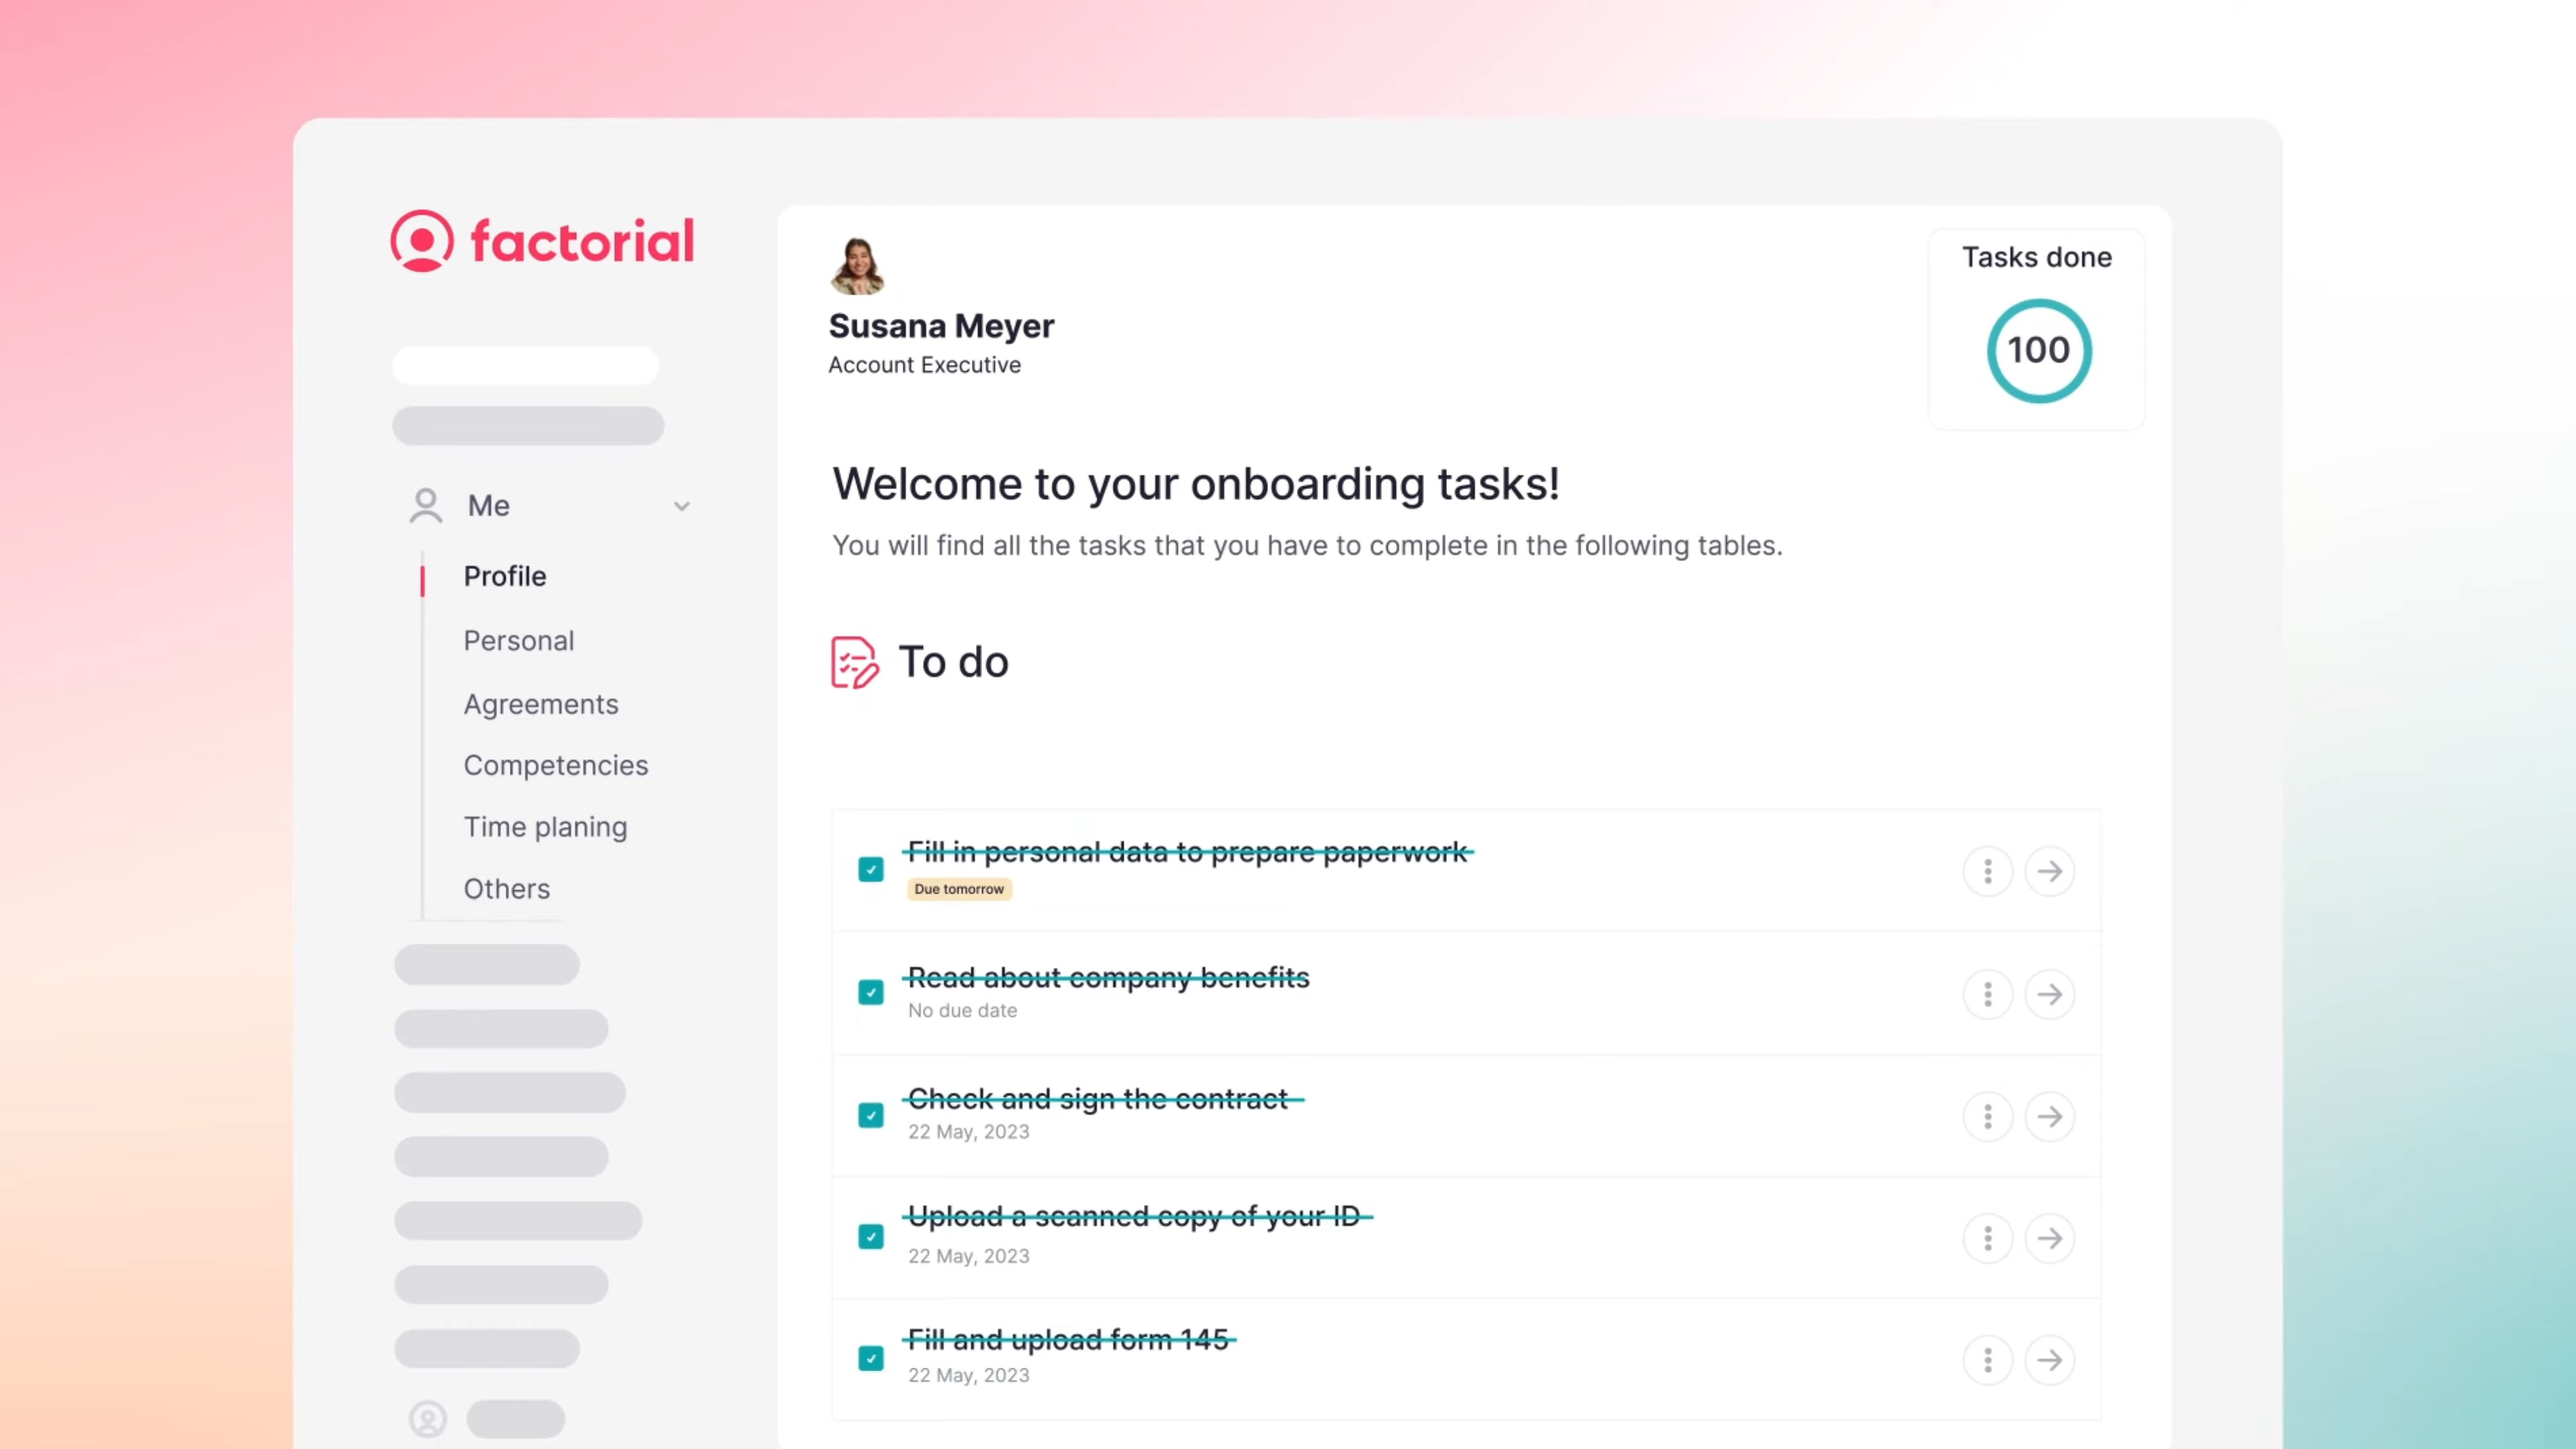 factorial
Me
Profile
Personal
Agreements
Competencies
Time planing
Others
Susana Meyer
Account Executive
Tasks done
100
Welcome to your onboarding tasks!
You will find all the tasks that you have to complete in the following tables.
To do
Fill in personal data to prepare paperwork
Due tomorrow
Read about company benefits
No due date
Check and sign the contract
22 May, 2023
Upload a scanned copy of your ID
22 May, 2023
Fill and upload form 145
22 May, 2023